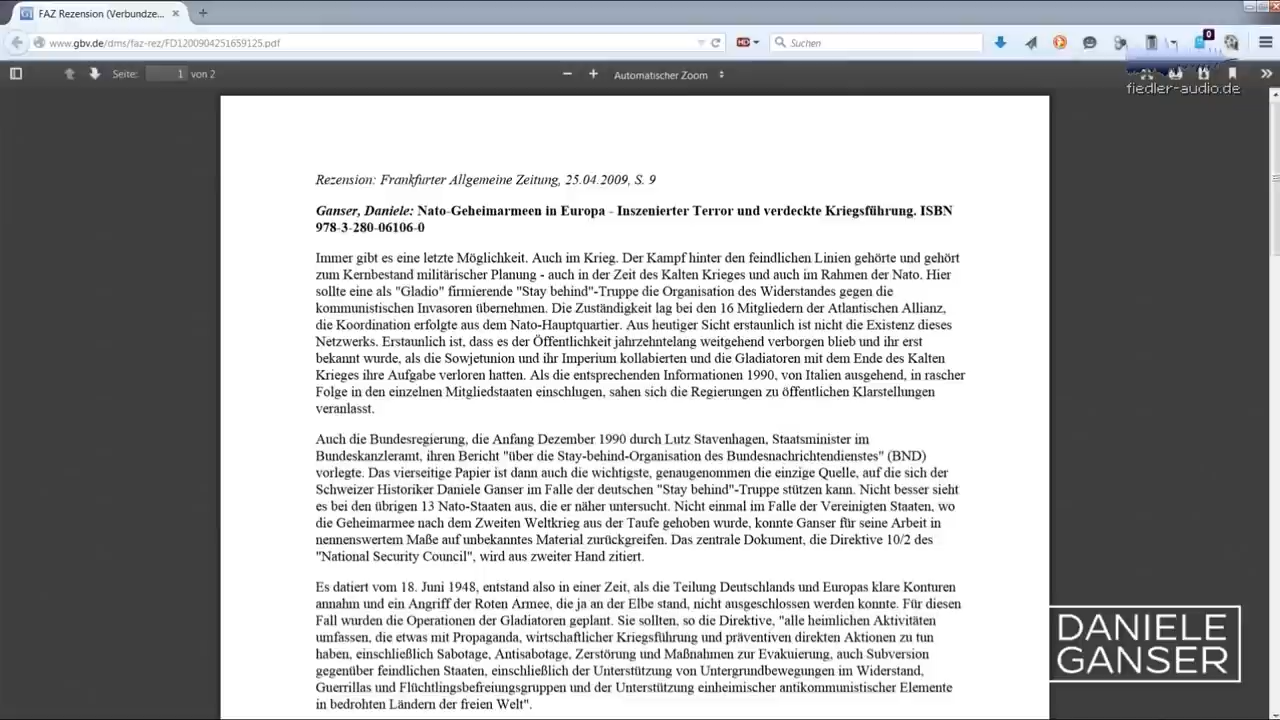 FAZ Rezension (Verbundze...
www.gbv.de/dms/faz-rez/FD1200904251659125.pdf
Suchen
0
Seite: 1 von 2
Automatischer Zoom
fiedler-audio.de
Rezension: Frankfurter Allgemeine Zeitung, 25.04.2009, S. 9
Ganser, Daniele: Nato-Geheimarmeen in Europa - Inszenierter Terror und verdeckte Kriegsführung. ISBN
978-3-280-06106-0
Immer gibt es eine letzte Möglichkeit. Auch im Krieg. Der Kampf hinter den feindlichen Linien gehörte und gehört
zum Kernbestand militärischer Planung - auch in der Zeit des Kalten Krieges und auch im Rahmen der Nato. Hier
sollte eine als "Gladio" firmierende "Stay behind"-Truppe die Organisation des Widerstandes gegen die
kommunistischen Invasoren übernehmen. Die Zuständigkeit lag bei den 16 Mitgliedern der Atlantischen Allianz,
die Koordination erfolgte aus dem Nato-Hauptquartier. Aus heutiger Sicht erstaunlich ist nicht die Existenz dieses
Netzwerks. Erstaunlich ist, dass es der Öffentlichkeit jahrzehntelang weitgehend verborgen blieb und ihr erst
bekannt wurde, als die Sowjetunion und ihr Imperium kollabierten und die Gladiatoren mit dem Ende des Kalten
Krieges ihre Aufgabe verloren hatten. Als die entsprechenden Informationen 1990, von Italien ausgehend, in rascher
Folge in den einzelnen Mitgliedstaaten einschlugen, sahen sich die Regierungen zu öffentlichen Klarstellungen
veranlasst.
Auch die Bundesregierung, die Anfang Dezember 1990 durch Lutz Stavenhagen, Staatsminister im
Bundeskanzleramt, ihren Bericht "über die Stay-behind-Organisation des Bundesnachrichtendienstes" (BND)
vorlegte. Das vierseitige Papier ist dann auch die wichtigste, genaugenommen die einzige Quelle, auf die sich der
Schweizer Historiker Daniele Ganser im Falle der deutschen "Stay behind"-Truppe stützen kann. Nicht besser sieht
es bei den übrigen 13 Nato-Staaten aus, die er näher untersucht. Nicht einmal im Falle der Vereinigten Staaten, wo
die Geheimarmee nach dem Zweiten Weltkrieg aus der Taufe gehoben wurde, konnte Ganser für seine Arbeit in
nennenswertem Maße auf unbekanntes Material zurückgreifen. Das zentrale Dokument, die Direktive 10/2 des
"National Security Council", wird aus zweiter Hand zitiert.
Es datiert vom 18. Juni 1948, entstand also in einer Zeit, als die Teilung Deutschlands und Europas klare Konturen
annahm und ein Angriff der Roten Armee, die ja an der Elbe stand, nicht ausgeschlossen werden konnte. Für diesen
Fall wurden die Operationen der Gladiatoren geplant. Sie sollten, so die Direktive, "alle heimlichen Aktivitäten
umfassen, die etwas mit Propaganda, wirtschaftlicher Kriegsführung und präventiven direkten Aktionen zu tun
haben, einschließlich Sabotage, Antisabotage, Zerstörung und Maßnahmen zur Evakuierung, auch Subversion
gegenüber feindlichen Staaten, einschließlich der Unterstützung von Untergrundbewegungen im Widerstand,
Guerrillas und Flüchtlingsbefreiungsgruppen und der Unterstützung einheimischer antikommunistischer Elemente
in bedrohten Ländern der freien Welt".
DANIELE
GANSER